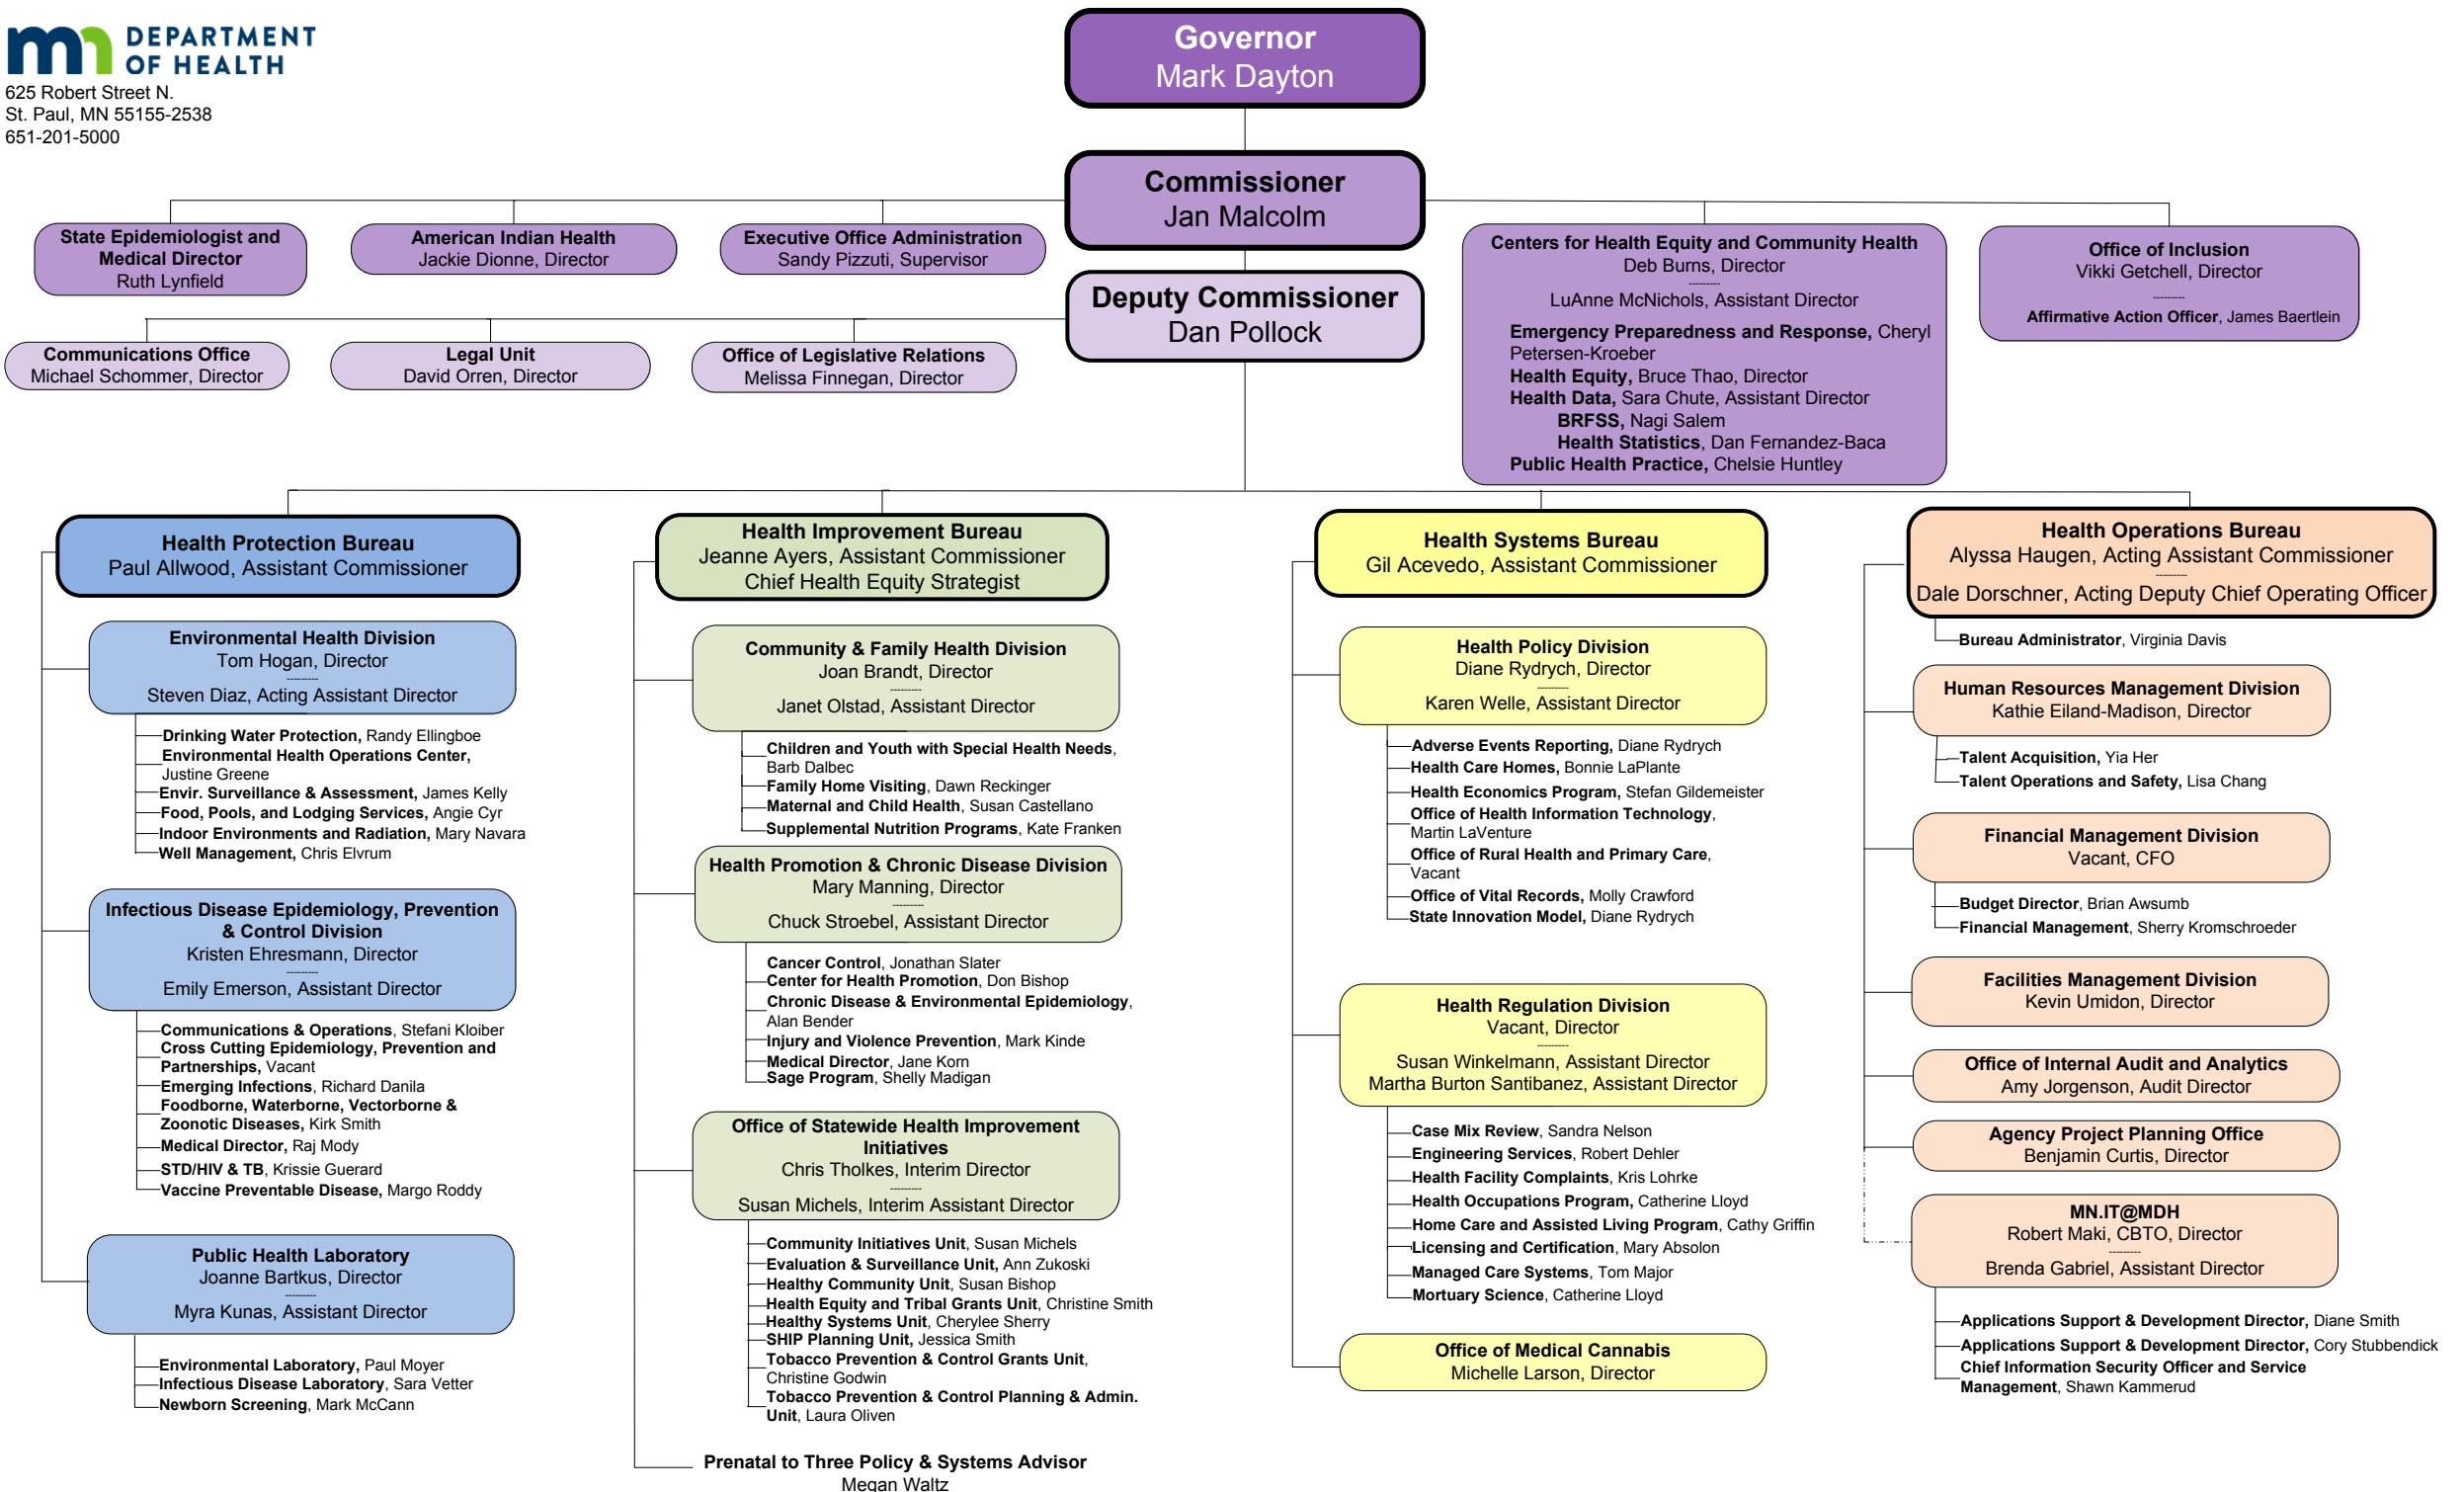 mn DEPARTMENT
OF HEALTH
625 Robert Street N.
St. Paul, MN 55155-2538
651-201-5000
Governor
Mark Dayton
Commissioner
Jan Malcolm
State Epidemiologist and
Medical Director
Ruth Lynfield
American Indian Health
Jackie Dionne, Director
Executive Office Administration
Sandy Pizzuti, Supervisor
Centers for Health Equity and Community Health
Deb Burns, Director
---------
LuAnne McNichols, Assistant Director
Emergency Preparedness and Response, Cheryl
Petersen-Kroeber
Health Equity, Bruce Thao, Director
Health Data, Sara Chute, Assistant Director
BRFSS, Nagi Salem
Health Statistics, Dan Fernandez-Baca
Public Health Practice, Chelsie Huntley
Office of Inclusion
Vikki Getchell, Director
---------
Affirmative Action Officer, James Baertlein
Deputy Commissioner
Dan Pollock
Communications Office
Michael Schommer, Director
Legal Unit
David Orren, Director
Office of Legislative Relations
Melissa Finnegan, Director
Health Protection Bureau
Paul Allwood, Assistant Commissioner
Environmental Health Division
Tom Hogan, Director
---------
Steven Diaz, Acting Assistant Director
Drinking Water Protection, Randy Ellingboe
Environmental Health Operations Center,
Justine Greene
Envir. Surveillance & Assessment, James Kelly
Food, Pools, and Lodging Services, Angie Cyr
Indoor Environments and Radiation, Mary Navara
Well Management, Chris Elvrum
Infectious Disease Epidemiology, Prevention
& Control Division
Kristen Ehresmann, Director
---------
Emily Emerson, Assistant Director
Communications & Operations, Stefani Kloiber
Cross Cutting Epidemiology, Prevention and
Partnerships, Vacant
Emerging Infections, Richard Danila
Foodborne, Waterborne, Vectorborne &
Zoonotic Diseases, Kirk Smith
Medical Director, Raj Mody
STD/HIV & TB, Krissie Guerard
Vaccine Preventable Disease, Margo Roddy
Public Health Laboratory
Joanne Bartkus, Director
---------
Myra Kunas, Assistant Director
Environmental Laboratory, Paul Moyer
Infectious Disease Laboratory, Sara Vetter
Newborn Screening, Mark McCann
Health Improvement Bureau
Jeanne Ayers, Assistant Commissioner
Chief Health Equity Strategist
Community & Family Health Division
Joan Brandt, Director
---------
Janet Olstad, Assistant Director
Children and Youth with Special Health Needs,
Barb Dalbec
Family Home Visiting, Dawn Reckinger
Maternal and Child Health, Susan Castellano
Supplemental Nutrition Programs, Kate Franken
Health Promotion & Chronic Disease Division
Mary Manning, Director
---------
Chuck Stroebel, Assistant Director
Cancer Control, Jonathan Slater
Center for Health Promotion, Don Bishop
Chronic Disease & Environmental Epidemiology,
Alan Bender
Injury and Violence Prevention, Mark Kinde
Medical Director, Jane Korn
Sage Program, Shelly Madigan
Office of Statewide Health Improvement
Initiatives
Chris Tholkes, Interim Director
---------
Susan Michels, Interim Assistant Director
Community Initiatives Unit, Susan Michels
Evaluation & Surveillance Unit, Ann Zukoski
Healthy Community Unit, Susan Bishop
Health Equity and Tribal Grants Unit, Christine Smith
Healthy Systems Unit, Cherylee Sherry
SHIP Planning Unit, Jessica Smith
Tobacco Prevention & Control Grants Unit,
Christine Godwin
Tobacco Prevention & Control Planning & Admin.
Unit, Laura Oliven
Prenatal to Three Policy & Systems Advisor
Megan Waltz
Health Systems Bureau
Gil Acevedo, Assistant Commissioner
Health Policy Division
Diane Rydrych, Director
---------
Karen Welle, Assistant Director
Adverse Events Reporting, Diane Rydrych
Health Care Homes, Bonnie LaPlante
Health Economics Program, Stefan Gildemeister
Office of Health Information Technology,
Martin LaVenture
Office of Rural Health and Primary Care,
Vacant
Office of Vital Records, Molly Crawford
State Innovation Model, Diane Rydrych
Health Regulation Division
Vacant, Director
---------
Susan Winkelmann, Assistant Director
Martha Burton Santibanez, Assistant Director
Case Mix Review, Sandra Nelson
Engineering Services, Robert Dehler
Health Facility Complaints, Kris Lohrke
Health Occupations Program, Catherine Lloyd
Home Care and Assisted Living Program, Cathy Griffin
Licensing and Certification, Mary Absolon
Managed Care Systems, Tom Major
Mortuary Science, Catherine Lloyd
Office of Medical Cannabis
Michelle Larson, Director
Health Operations Bureau
Alyssa Haugen, Acting Assistant Commissioner
---------
Dale Dorschner, Acting Deputy Chief Operating Officer
Bureau Administrator, Virginia Davis
Human Resources Management Division
Kathie Eiland-Madison, Director
Talent Acquisition, Yia Her
Talent Operations and Safety, Lisa Chang
Financial Management Division
Vacant, CFO
Budget Director, Brian Awsumb
Financial Management, Sherry Kromschroeder
Facilities Management Division
Kevin Umidon, Director
Office of Internal Audit and Analytics
Amy Jorgenson, Audit Director
Agency Project Planning Office
Benjamin Curtis, Director
MN.IT@MDH
Robert Maki, CBTO, Director
---------
Brenda Gabriel, Assistant Director
Applications Support & Development Director, Diane Smith
Applications Support & Development Director, Cory Stubbendick
Chief Information Security Officer and Service
Management, Shawn Kammerud